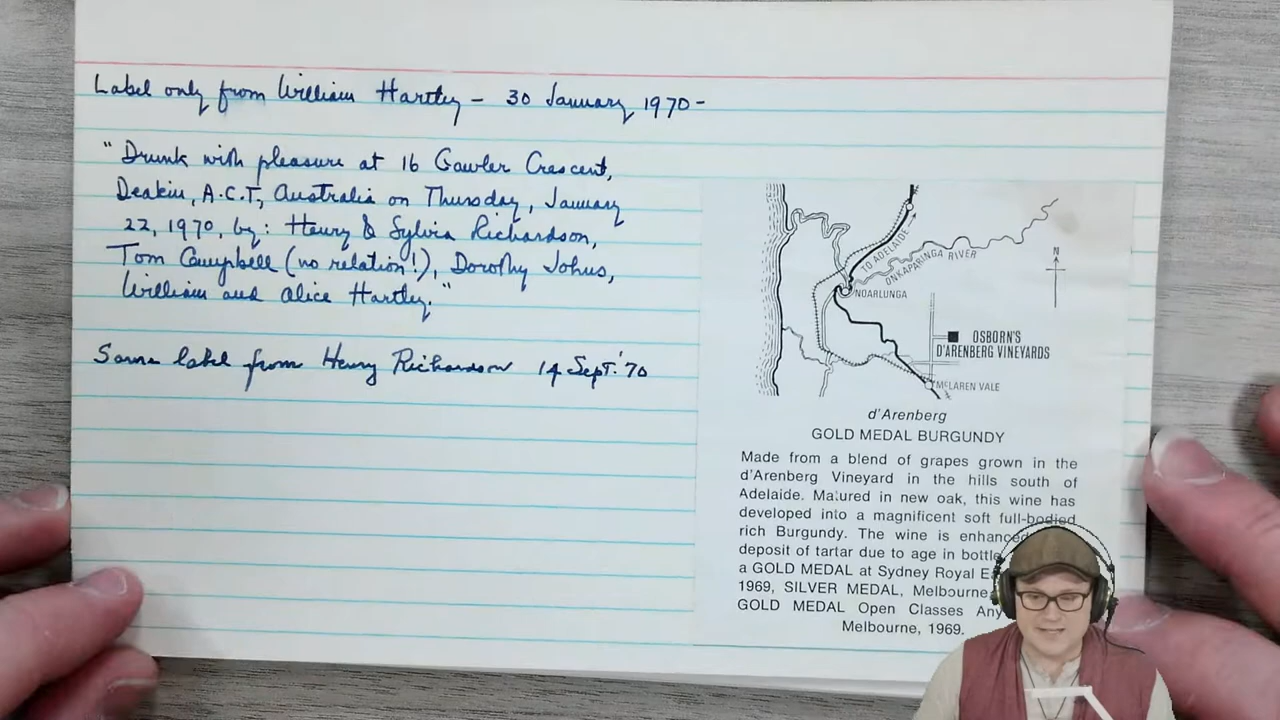 Label only from William Hartley – 30 January 1970-
"Drunk with pleasure at 16 Gawler Crescent,
Deakin, A.C.T., Australia on Thursday, January
22, 1970, by: Henry & Sylvia Richardson,
Tom Campbell (no relation!), Dorothy Johns,
William and Alice Hartley."
Same label from Henry Richardson 14 Sept. '70
TO ADELAIDE
ONKAPARINGA RIVER
N
NOARLUNGA
OSBORN'S
D'ARENBERG VINEYARDS
McLAREN VALE
d'Arenberg
GOLD MEDAL BURGUNDY
Made from a blend of grapes grown in the
d'Arenberg Vineyard in the hills south of
Adelaide. Matured in new oak, this wine has
developed into a magnificent soft full-bodied
rich Burgundy. The wine is enhanced
deposit of tartar due to age in bottle
a GOLD MEDAL at Sydney Royal
1969, SILVER MEDAL, Melbourne
GOLD MEDAL Open Classes Any
Melbourne, 1969.